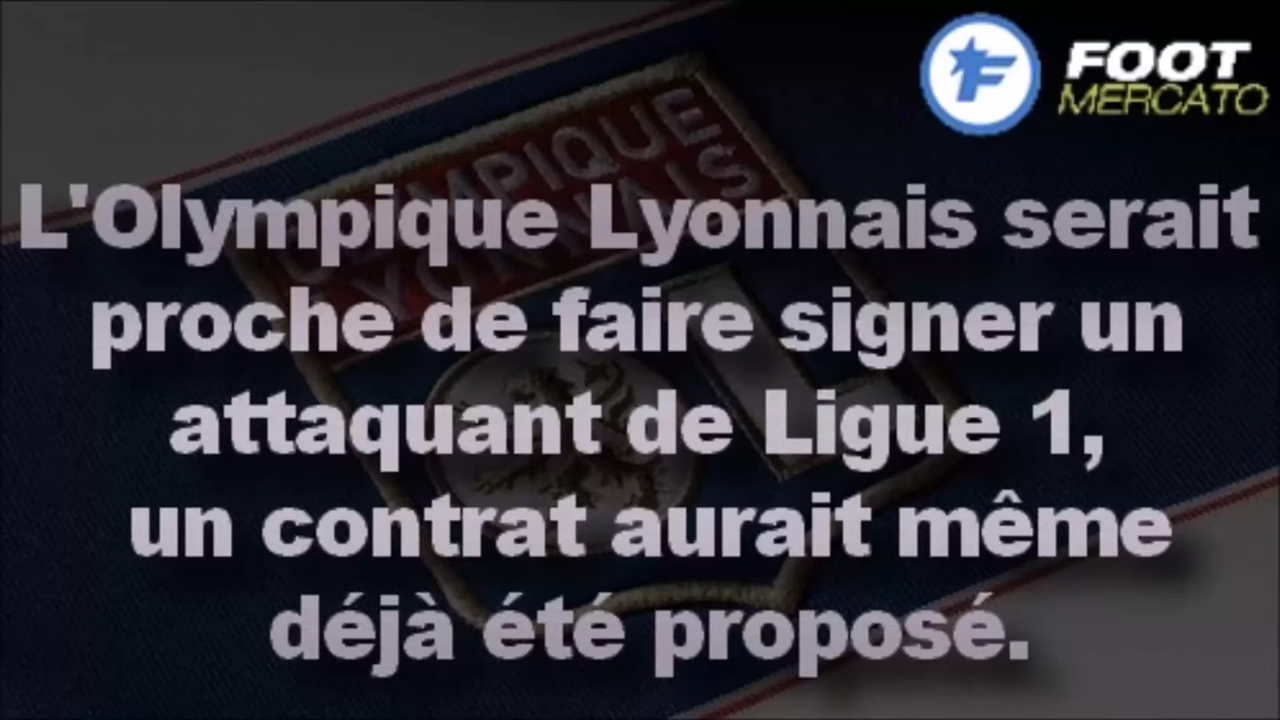 FOOT
MERCATO
OLYMPIQUE
LYONNAIS
L'Olympique Lyonnais serait
proche de faire signer un
attaquant de Ligue 1,
un contrat aurait même
déjà été proposé.